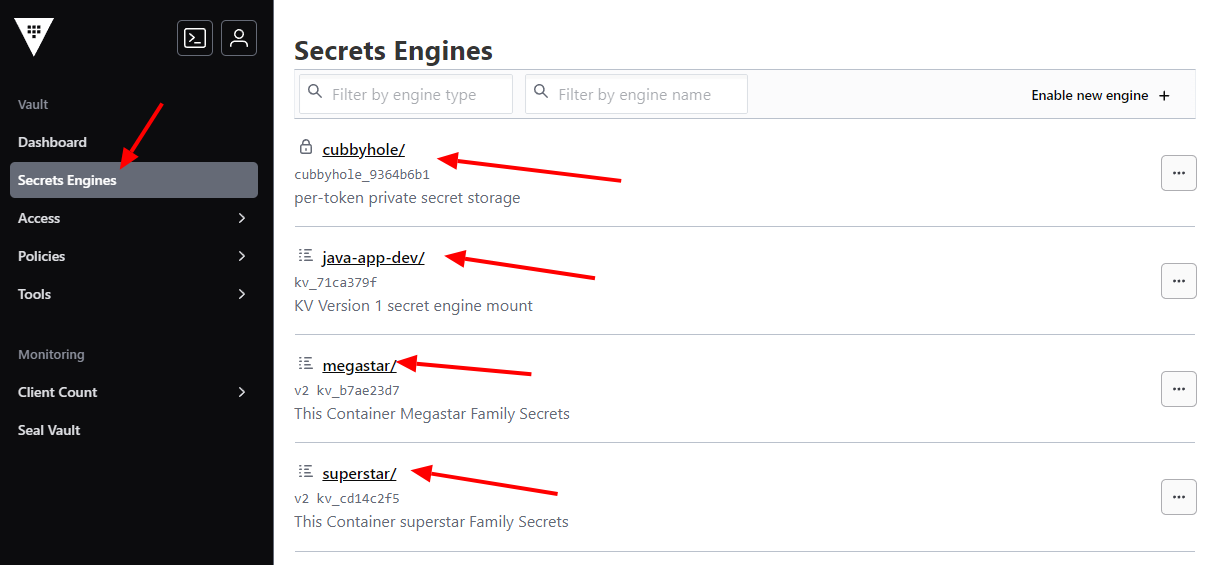 Vault
Dashboard
Secrets Engines
Access
Policies
Tools
Monitoring
Client Count
Seal Vault
Secrets Engines
Filter by engine type
Filter by engine name
Enable new engine +
cubbyhole/
cubbyhole_9364b6b1
per-token private secret storage
java-app-dev/
kv_71ca379f
KV Version 1 secret engine mount
megastar/
v2 kv_b7ae23d7
This Container Megastar Family Secrets
superstar/
v2 kv_cd14c2f5
This Container superstar Family Secrets